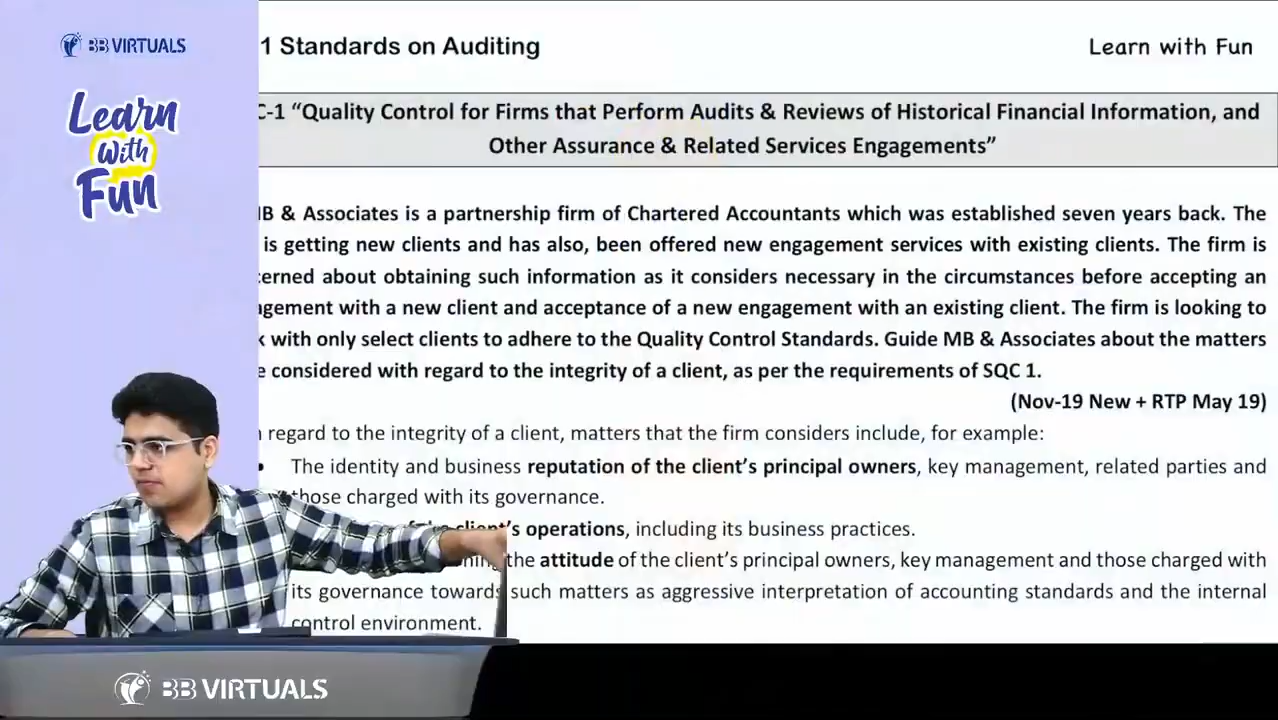 BB VIRTUALS
1 Standards on Auditing
Learn with Fun
Learn
With
Fun
C-1 “Quality Control for Firms that Perform Audits & Reviews of Historical Financial Information, and
Other Assurance & Related Services Engagements”
B & Associates is a partnership firm of Chartered Accountants which was established seven years back. The
is getting new clients and has also, been offered new engagement services with existing clients. The firm is
erned about obtaining such information as it considers necessary in the circumstances before accepting an
gement with a new client and acceptance of a new engagement with an existing client. The firm is looking to
with only select clients to adhere to the Quality Control Standards. Guide MB & Associates about the matters
e considered with regard to the integrity of a client, as per the requirements of SQC 1.
(Nov-19 New + RTP May 19)
regard to the integrity of a client, matters that the firm considers include, for example:
• The identity and business reputation of the client’s principal owners, key management, related parties and
those charged with its governance.
client’s operations, including its business practices.
the attitude of the client’s principal owners, key management and those charged with
its governance towards such matters as aggressive interpretation of accounting standards and the internal
control environment.
BB VIRTUALS